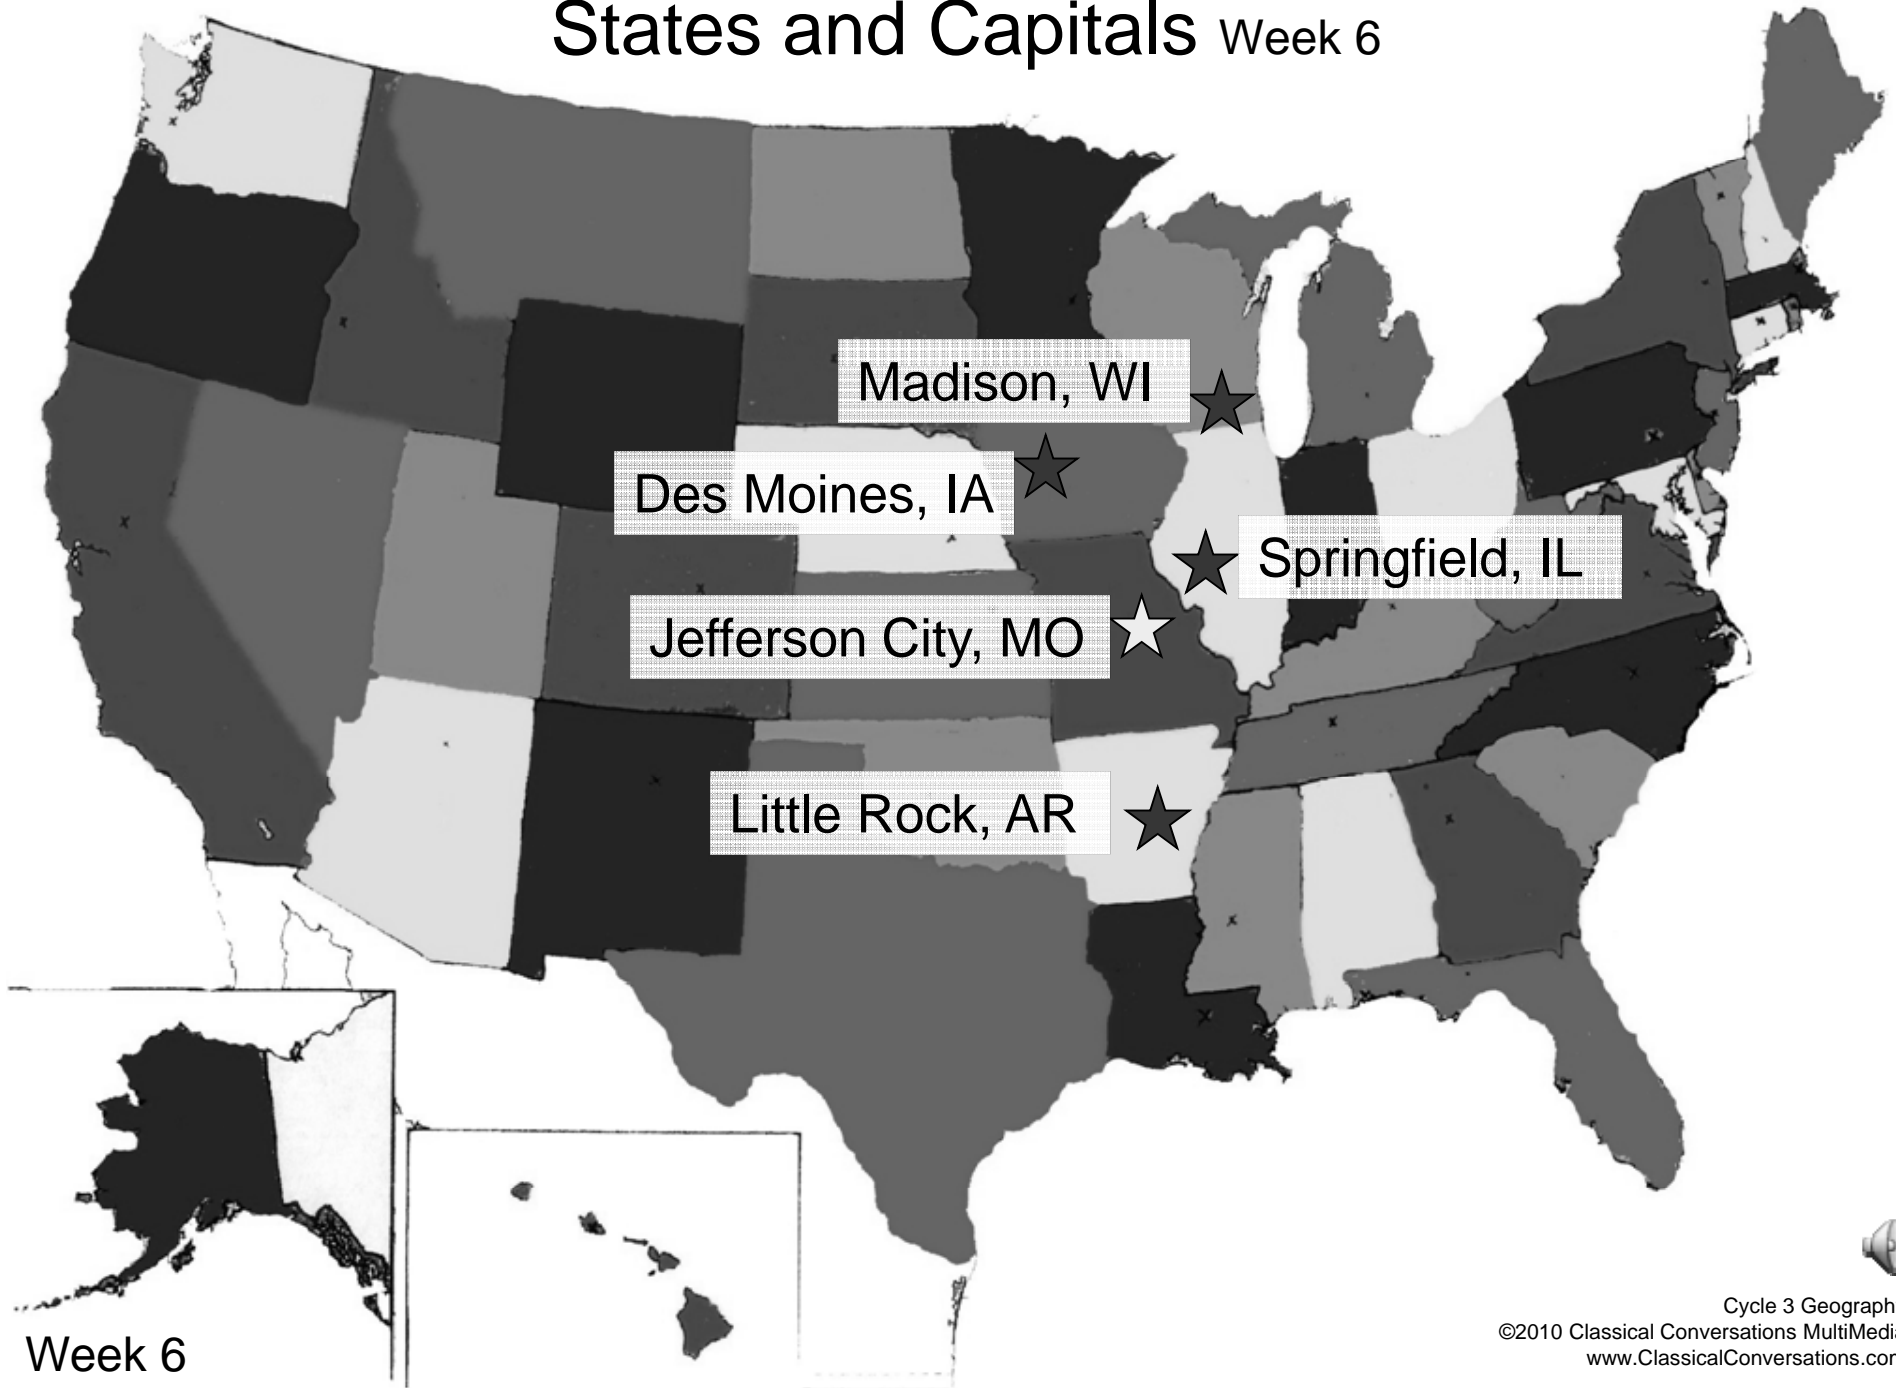 States and Capitals Week 6
Madison, WI
Des Moines, IA
Springfield, IL
Jefferson City, MO
Little Rock, AR
Week 6
Cycle 3 Geograph
©2010 Classical Conversations MultiMedia
www.ClassicalConversations.com